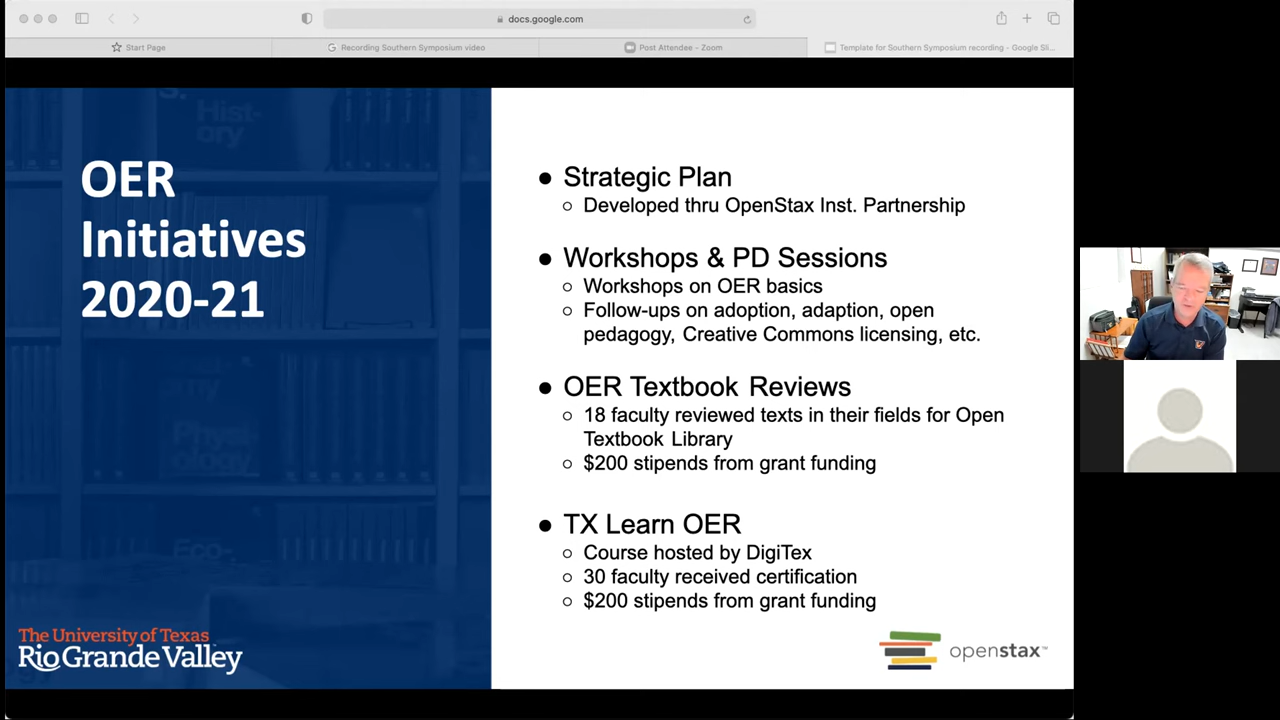 docs.google.com
Start Page
Recording Southern Symposium video
Post Attendee - Zoom
Template for Southern Symposium recording - Google Sli...
Hist-
ory
OER
Initiatives
2020-21
Eco-
The University of Texas
Rio Grande Valley
● Strategic Plan
○ Developed thru OpenStax Inst. Partnership
● Workshops & PD Sessions
○ Workshops on OER basics
○ Follow-ups on adoption, adaption, open
pedagogy, Creative Commons licensing, etc.
● OER Textbook Reviews
○ 18 faculty reviewed texts in their fields for Open
Textbook Library
○ $200 stipends from grant funding
● TX Learn OER
○ Course hosted by DigiTex
○ 30 faculty received certification
○ $200 stipends from grant funding
openstax™